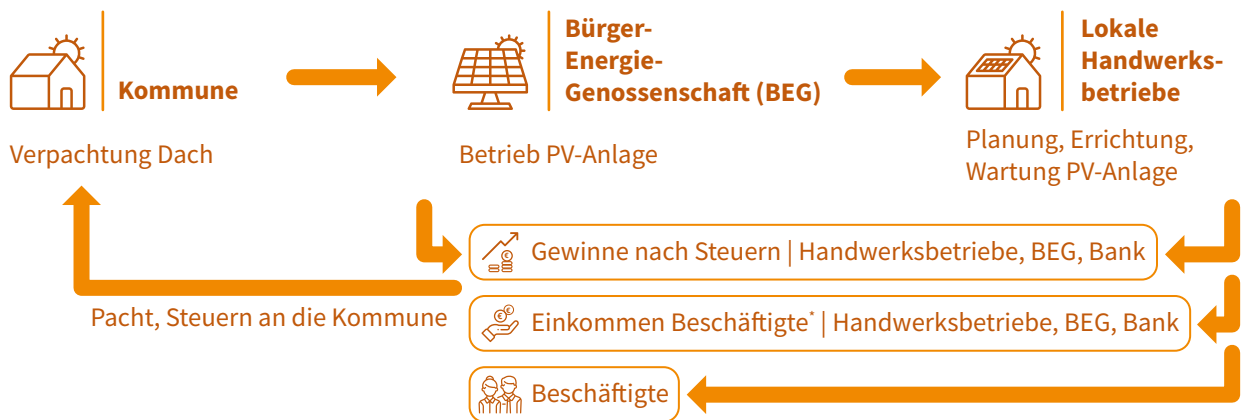 Kommune
Verpachtung Dach
Bürger-
Energie-
Genossenschaft (BEG)
Betrieb PV-Anlage
Lokale
Handwerks-
betriebe
Planung, Errichtung,
Wartung PV-Anlage
Gewinne nach Steuern | Handwerksbetriebe, BEG, Bank
Pacht, Steuern an die Kommune
Einkommen Beschäftigte* | Handwerksbetriebe, BEG, Bank
Beschäftigte